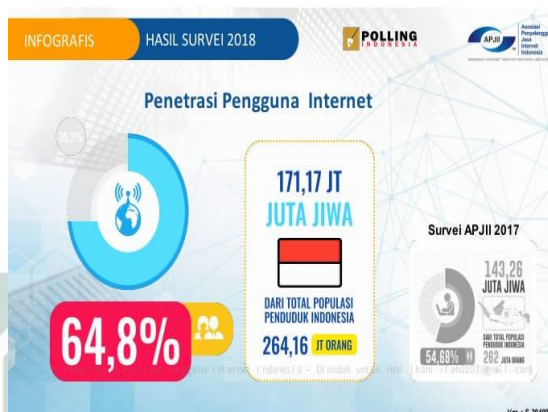 INFOGRAFIS
HASIL SURVEI 2018
POLLING
INDONESIA
APJII
Asosiasi
Penyelenggara
Jasa
Internet
Indonesia
Penetrasi Pengguna Internet
171,17 JT
JUTA JIWA
DARI TOTAL POPULASI
PENDUDUK INDONESIA
264,16 JT ORANG
64,8%
Survei APJII 2017
143,26
JUTA JIWA
DARI TOTAL POPULASI
PENDUDUK INDONESIA
262 JUTA ORANG
54,68%